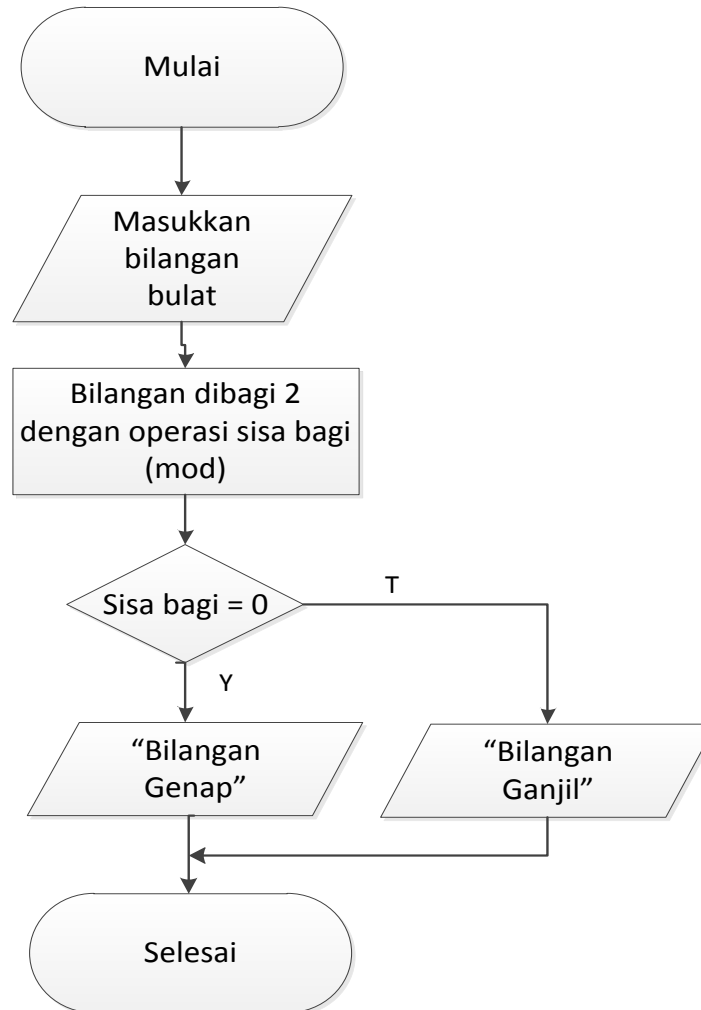 Mulai
Masukkan
bilangan
bulat
Bilangan dibagi 2
dengan operasi sisa bagi
(mod)
Sisa bagi = 0
T
Y
“Bilangan
Genap”
“Bilangan
Ganjil”
Selesai